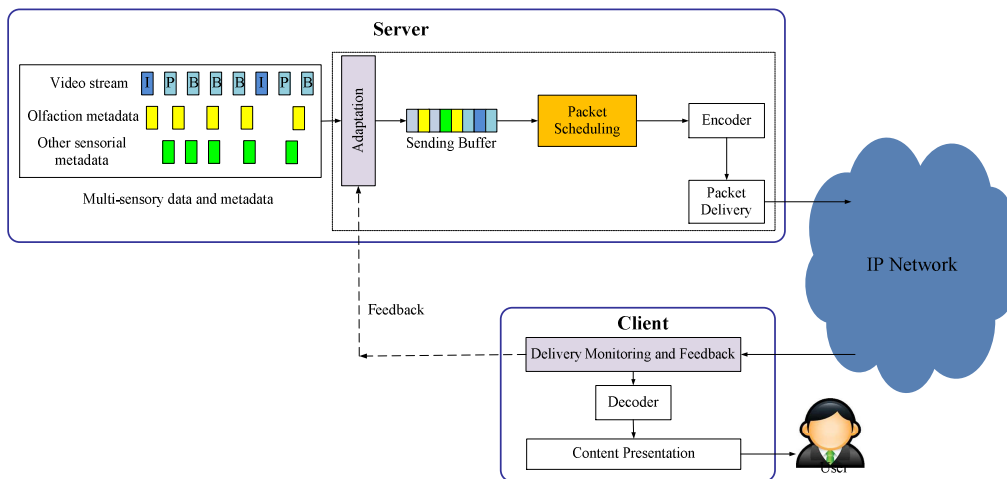 Server
Video stream
I P B B B I P B
Olfaction metadata
Other sensorial
metadata
Multi-sensory data and metadata
Adaptation
Sending Buffer
Packet
Scheduling
Encoder
Packet
Delivery
IP Network
Feedback
Client
Delivery Monitoring and Feedback
Decoder
Content Presentation
User